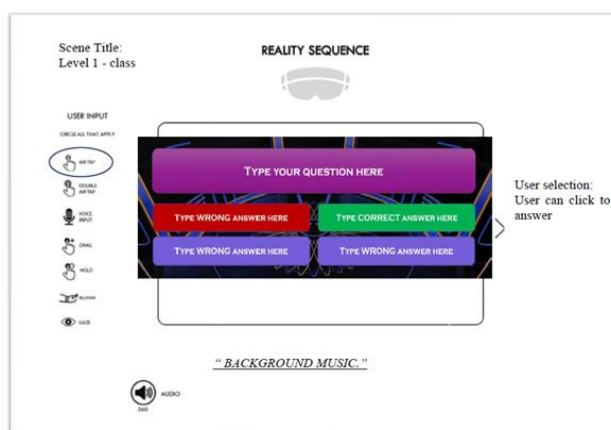 Scene Title:
Level 1 - class
REALITY SEQUENCE
USER INPUT
CIRCLE ALL THAT APPLY
AIR TAP
DOUBLE
AIR TAP
VOICE
INPUT
DRAG
HOLD
BLOOM
GAZE
TYPE YOUR QUESTION HERE
TYPE WRONG ANSWER HERE
TYPE CORRECT ANSWER HERE
TYPE WRONG ANSWER HERE
TYPE WRONG ANSWER HERE
User selection:
User can click to
answer
“ BACKGROUND MUSIC.”
AUDIO
360